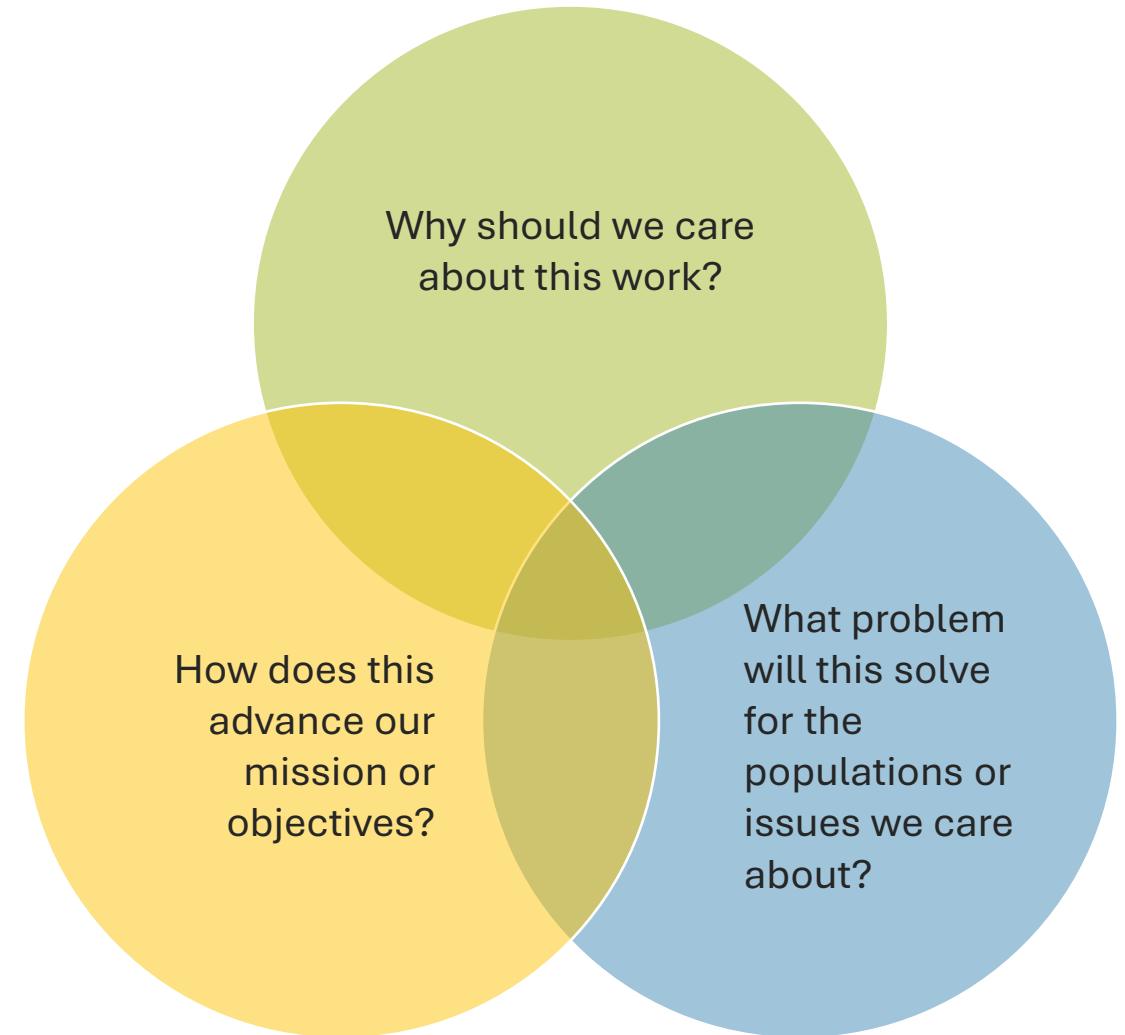 Why should we care
about this work?
How does this
advance our
mission or
objectives?
What problem
will this solve
for the
populations or
issues we care
about?